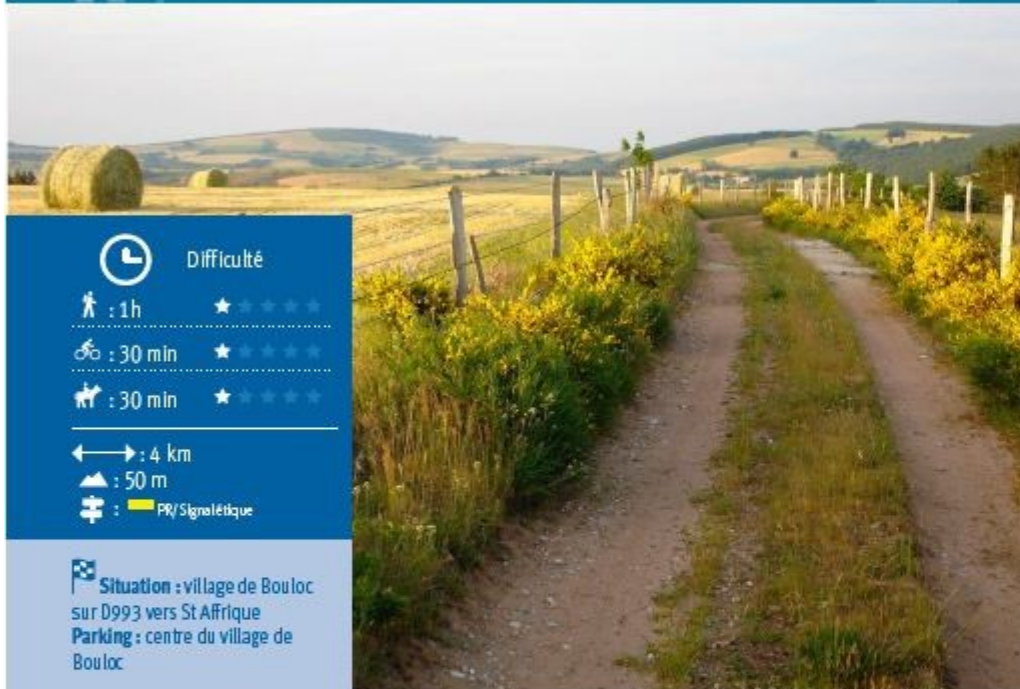 Difficulté
: 1h
: 30 min
: 30 min
: 4 km
: 50 m
: PR/Signalétique
Situation : village de Bouloc
sur D993 vers St Affrique
Parking : centre du village de
Bouloc